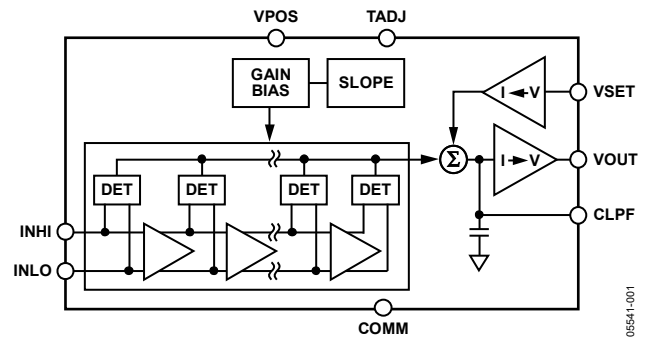 VPOS
TADJ
GAIN
BIAS
SLOPE
I V
VSET
Σ
I V
VOUT
DET
DET
DET
DET
CLPF
INHI
INLO
COMM
05541-001